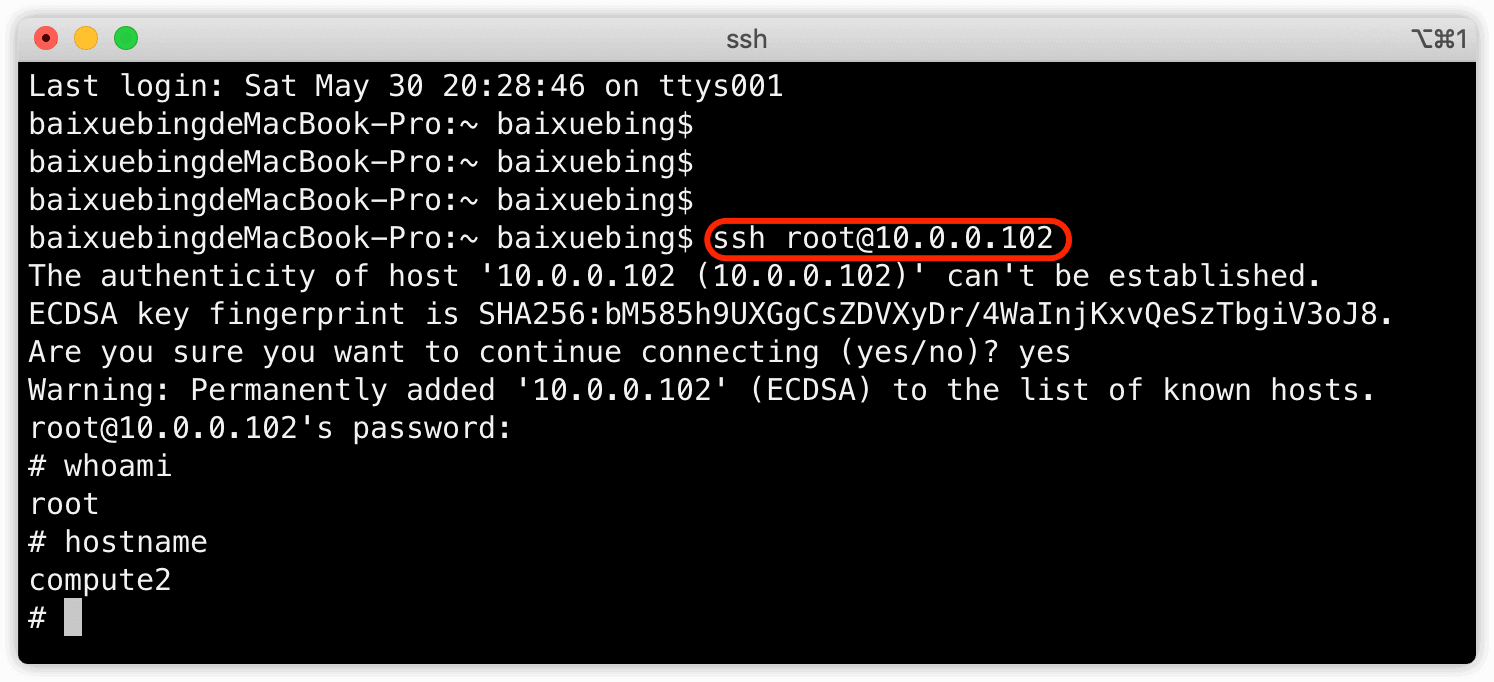 ssh
⌥⌘1
Last login: Sat May 30 20:28:46 on ttys001
baixuebingdeMacBook-Pro:~ baixuebing$
baixuebingdeMacBook-Pro:~ baixuebing$
baixuebingdeMacBook-Pro:~ baixuebing$
baixuebingdeMacBook-Pro:~ baixuebing$ ssh root@10.0.0.102
The authenticity of host '10.0.0.102 (10.0.0.102)' can't be established.
ECDSA key fingerprint is SHA256:bM585h9UXGgCsZDVXyDr/4WaInjKxvQeSzTbgiV3oJ8.
Are you sure you want to continue connecting (yes/no)? yes
Warning: Permanently added '10.0.0.102' (ECDSA) to the list of known hosts.
root@10.0.0.102's password:
# whoami
root
# hostname
compute2
#